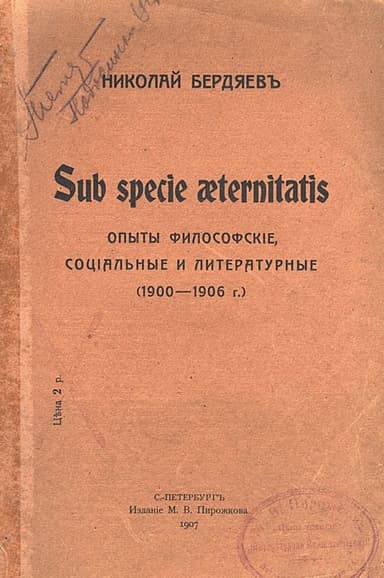 НИКОЛАЙ БЕРДЯЕВЪ
Sub specie æternitatis
ОПЫТЫ ФИЛОСОФСКІЕ,
СОЦІАЛЬНЫЕ И ЛИТЕРАТУРНЫЕ
(1900—1906 г.)
Цѣна 2 р.
С.-ПЕТЕРБУРГЪ
Изданіе М. В. Пирожкова
1907